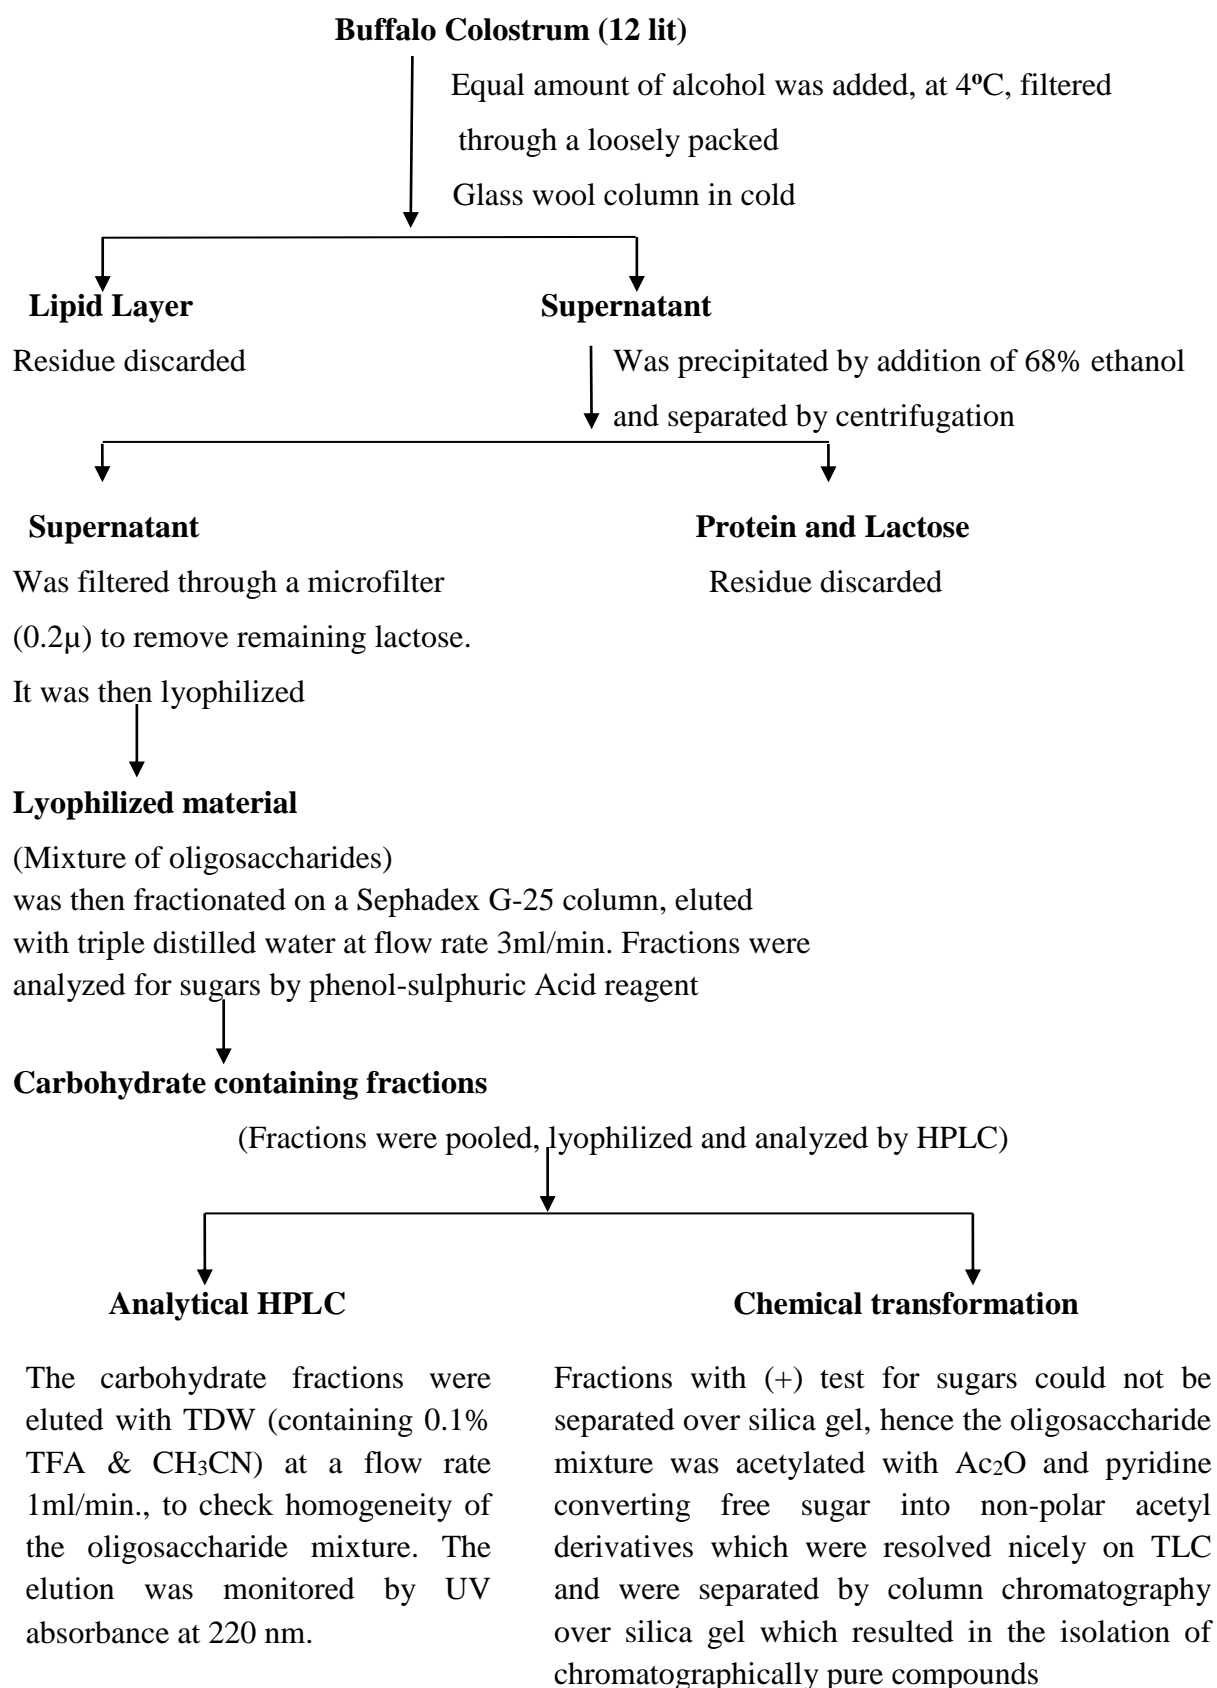 Buffalo Colostrum (12 lit)
Equal amount of alcohol was added, at 4ºC, filtered
through a loosely packed
Glass wool column in cold
Lipid Layer
Residue discarded
Supernatant
Was precipitated by addition of 68% ethanol
and separated by centrifugation
Supernatant
Was filtered through a microfilter
(0.2µ) to remove remaining lactose.
It was then lyophilized
Protein and Lactose
Residue discarded
Lyophilized material
(Mixture of oligosaccharides)
was then fractionated on a Sephadex G-25 column, eluted
with triple distilled water at flow rate 3ml/min. Fractions were
analyzed for sugars by phenol-sulphuric Acid reagent
Carbohydrate containing fractions
(Fractions were pooled, lyophilized and analyzed by HPLC)
Analytical HPLC
The carbohydrate fractions were
eluted with TDW (containing 0.1%
TFA & CH₃CN) at a flow rate
1ml/min., to check homogeneity of
the oligosaccharide mixture. The
elution was monitored by UV
absorbance at 220 nm.
Chemical transformation
Fractions with (+) test for sugars could not be
separated over silica gel, hence the oligosaccharide
mixture was acetylated with Ac₂O and pyridine
converting free sugar into non-polar acetyl
derivatives which were resolved nicely on TLC
and were separated by column chromatography
over silica gel which resulted in the isolation of
chromatographically pure compounds